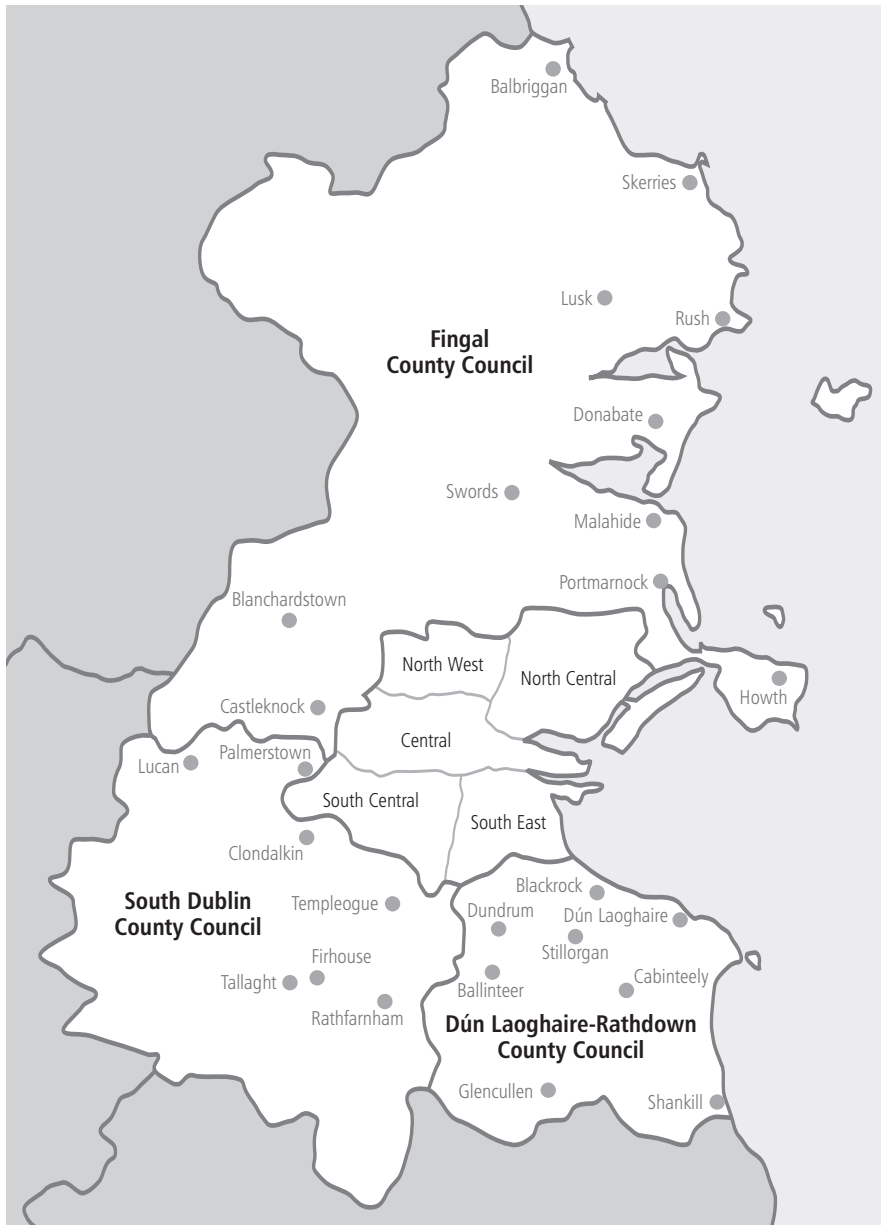 Balbriggan
Skerries
Lusk
Rush
Fingal
County Council
Donabate
Swords
Malahide
Portmarnock
Blanchardstown
North West
North Central
Howth
Castleknock
Central
Lucan
Palmerstown
South Central
South East
Clondalkin
South Dublin
County Council
Templeogue
Blackrock
Dundrum
Dún Laoghaire
Stillorgan
Firhouse
Tallaght
Rathfarnham
Ballinteer
Cabinteely
Dún Laoghaire-Rathdown
County Council
Glencullen
Shankill